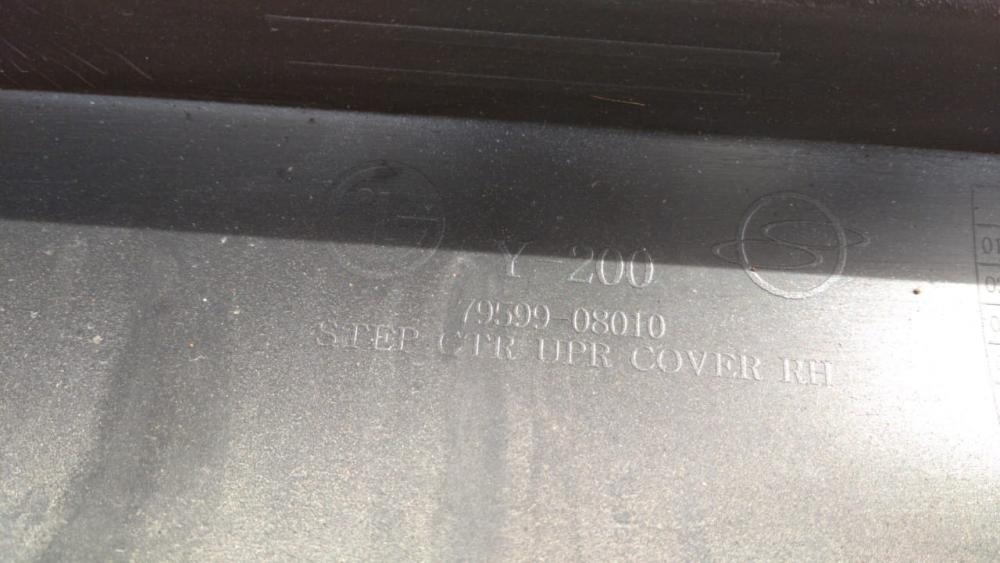 Y 200
79599-08010
STEP CTR UPR COVER RH